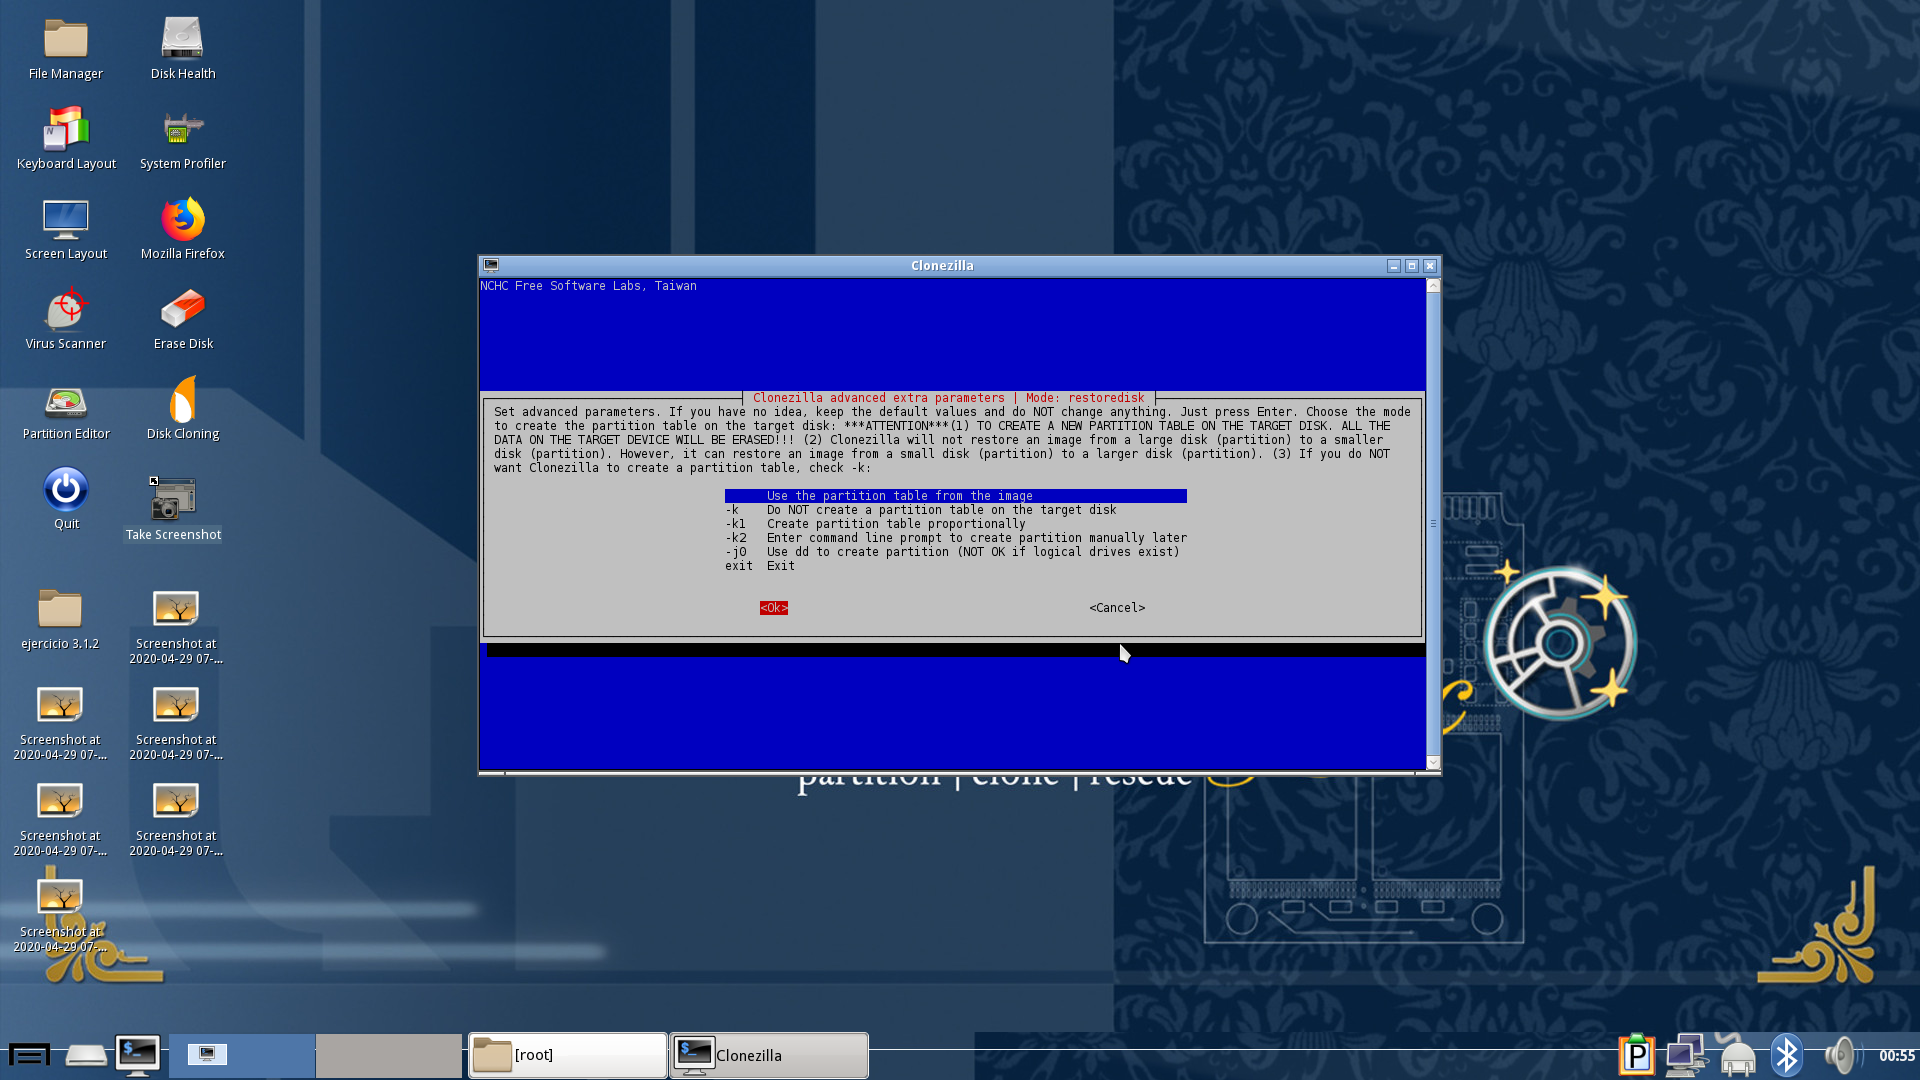 File Manager
Disk Health
Keyboard Layout
System Profiler
Screen Layout
Mozilla Firefox
Virus Scanner
Erase Disk
Partition Editor
Disk Cloning
Quit
Take Screenshot
ejercicio 3.1.2
Screenshot at
2020-04-29 07-...
Screenshot at
2020-04-29 07-...
Screenshot at
2020-04-29 07-...
Screenshot at
2020-04-29 07-...
Screenshot at
2020-04-29 07-...
Screenshot at
2020-04-29 07-...
Clonezilla
NCHC Free Software Labs, Taiwan
Clonezilla advanced extra parameters | Mode: restoredisk
Set advanced parameters. If you have no idea, keep the default values and do NOT change anything. Just press Enter. Choose the mode
to create the partition table on the target disk: ***ATTENTION***(1) TO CREATE A NEW PARTITION TABLE ON THE TARGET DISK. ALL THE
DATA ON THE TARGET DEVICE WILL BE ERASED!!! (2) Clonezilla will not restore an image from a large disk (partition) to a smaller
disk (partition). However, it can restore an image from a small disk (partition) to a larger disk (partition). (3) If you do NOT
want Clonezilla to create a partition table, check -k:
Use the partition table from the image
-k Do NOT create a partition table on the target disk
-k1 Create partition table proportionally
-k2 Enter command line prompt to create partition manually later
-j0 Use dd to create partition (NOT OK if logical drives exist)
exit Exit
<Ok> <Cancel>
partition | clone | rescue
[root]
Clonezilla
00:55